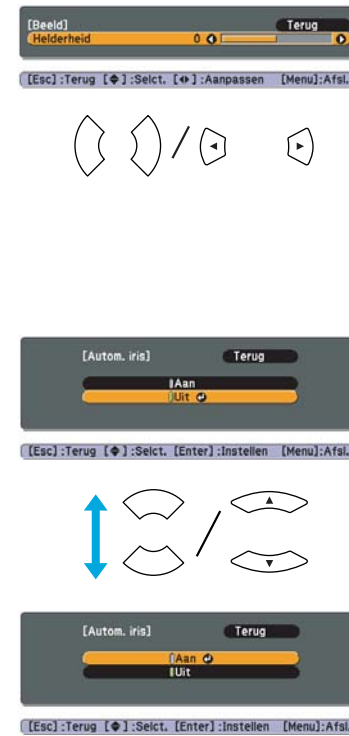 [Beeld] Terug
Helderheid 0
[Esc] :Terug [◆] :Selct. [◂▸] :Aanpassen [Menu]:Afsl.
[Autom. iris] Terug
Aan
Uit
[Esc] :Terug [◆] :Selct. [Enter] :Instellen [Menu]:Afsl.
[Autom. iris] Terug
Aan
Uit
[Esc] :Terug [◆] :Selct. [Enter] :Instellen [Menu]:Afsl.